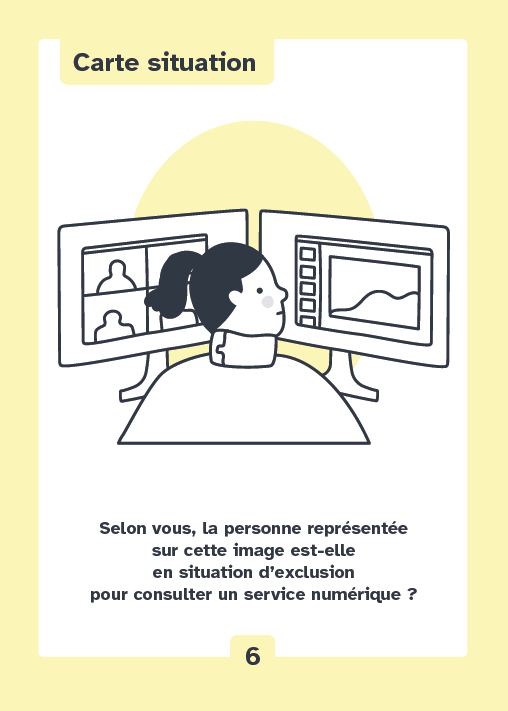 Carte situation
Selon vous, la personne représentée
sur cette image est-elle
en situation d’exclusion
pour consulter un service numérique ?
6